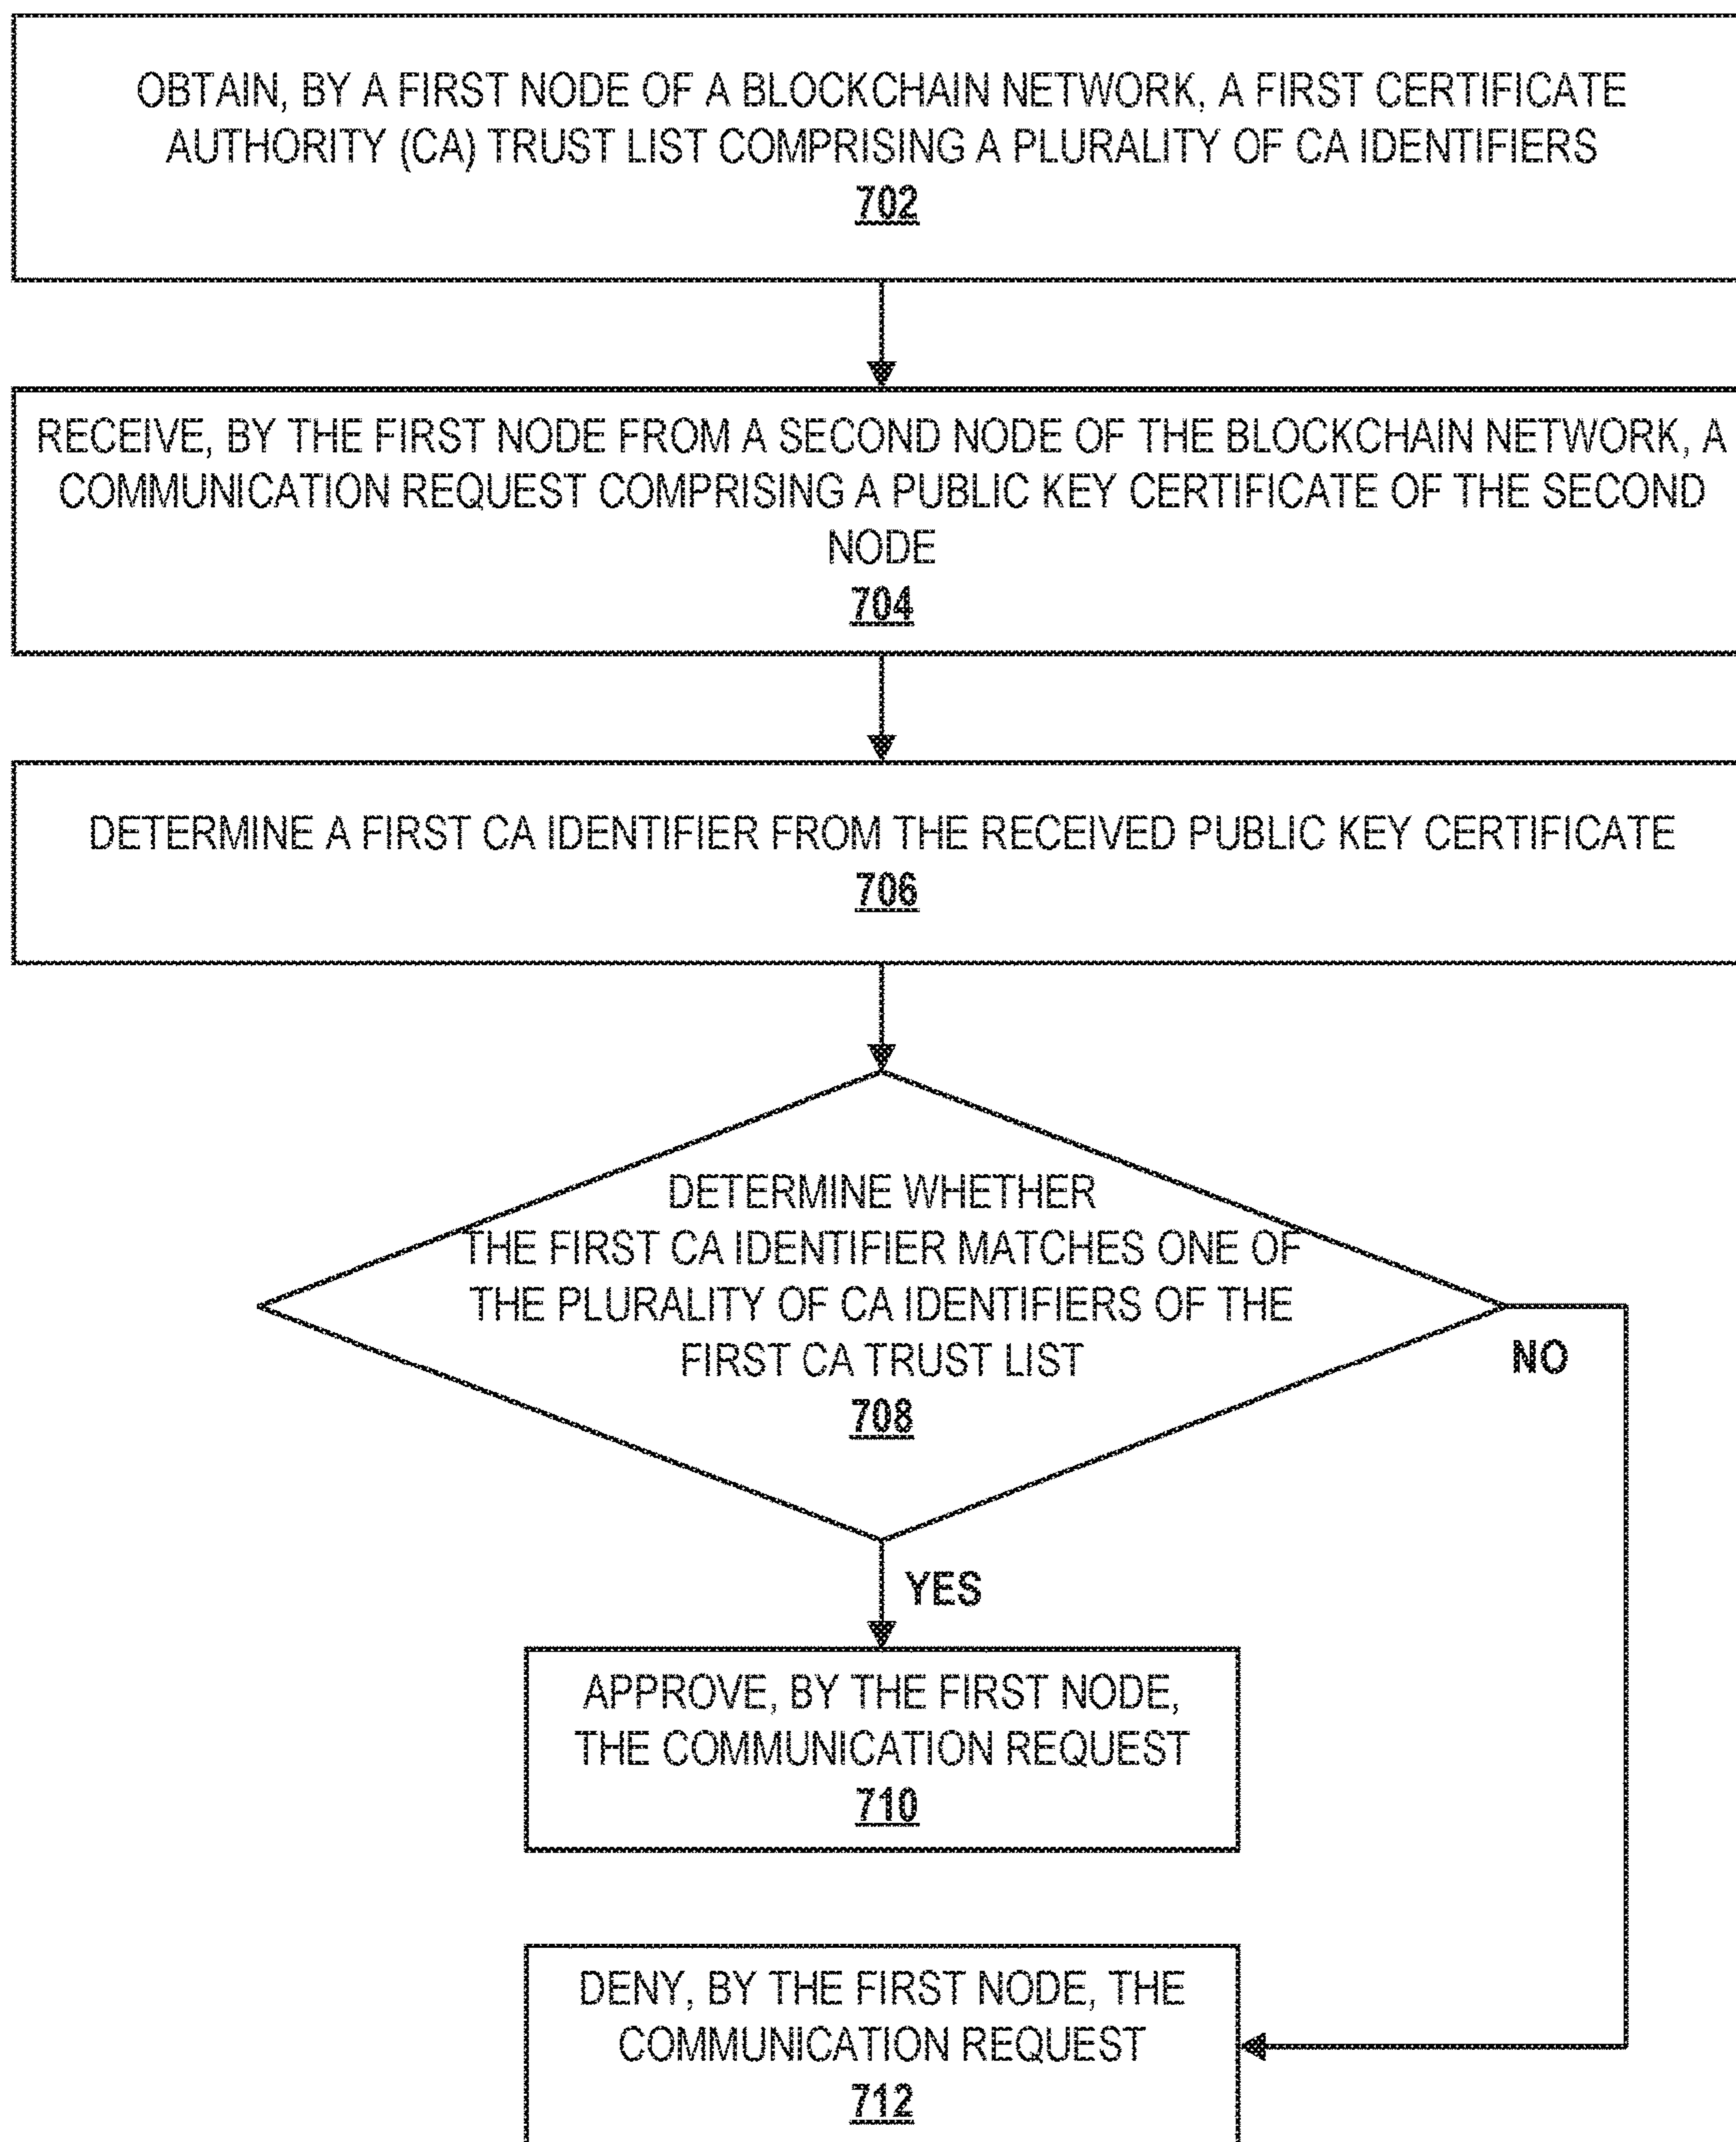 OBTAIN, BY A FIRST NODE OF A BLOCKCHAIN NETWORK, A FIRST CERTIFICATE
AUTHORITY (CA) TRUST LIST COMPRISING A PLURALITY OF CA IDENTIFIERS
702
RECEIVE, BY THE FIRST NODE FROM A SECOND NODE OF THE BLOCKCHAIN NETWORK, A
COMMUNICATION REQUEST COMPRISING A PUBLIC KEY CERTIFICATE OF THE SECOND
NODE
704
DETERMINE A FIRST CA IDENTIFIER FROM THE RECEIVED PUBLIC KEY CERTIFICATE
706
DETERMINE WHETHER
THE FIRST CA IDENTIFIER MATCHES ONE OF
THE PLURALITY OF CA IDENTIFIERS OF THE
FIRST CA TRUST LIST
708
NO
YES
APPROVE, BY THE FIRST NODE,
THE COMMUNICATION REQUEST
710
DENY, BY THE FIRST NODE, THE
COMMUNICATION REQUEST
712